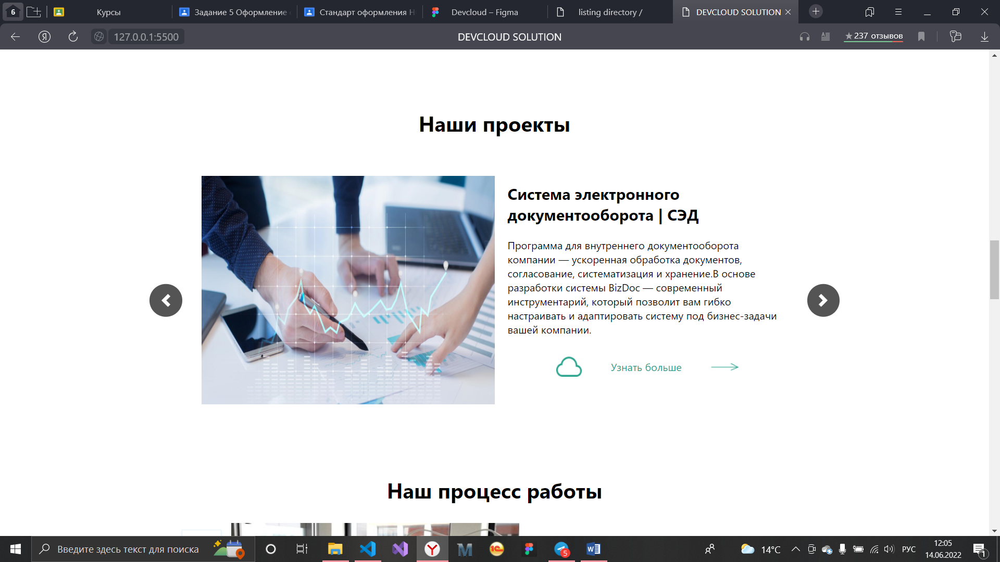 6
Курсы
Задание 5 Оформление
Стандарт оформления Н
Devcloud – Figma
listing directory /
DEVCLOUD SOLUTION
Я
127.0.0.1:5500
DEVCLOUD SOLUTION
★237 отзывов
Наши проекты
Система электронного
документооборота | СЭД
Программа для внутреннего документооборота
компании — ускоренная обработка документов,
согласование, систематизация и хранение.В основе
разработки системы BizDoc — современный
инструментарий, который позволит вам гибко
настраивать и адаптировать систему под бизнес-задачи
вашей компании.
Узнать больше
Наш процесс работы
Введите здесь текст для поиска
5
14°C
РУС
12:05
14.06.2022
1